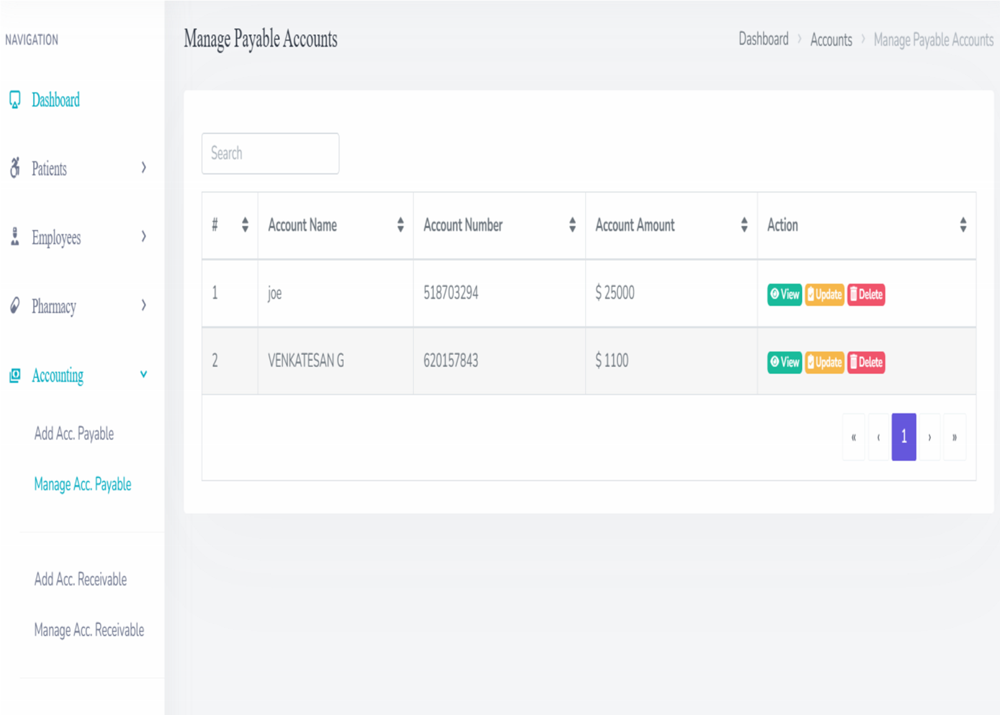 NAVIGATION
Dashboard
Patients
Employees
Pharmacy
Accounting
Add Acc. Payable
Manage Acc. Payable
Add Acc. Receivable
Manage Acc. Receivable
Manage Payable Accounts
Dashboard › Accounts › Manage Payable Accounts
Search
# Account Name Account Number Account Amount Action
1 joe 518703294 $ 25000 View Update Delete
2 VENKATESAN G 620157843 $ 1100 View Update Delete
« ‹ 1 › »